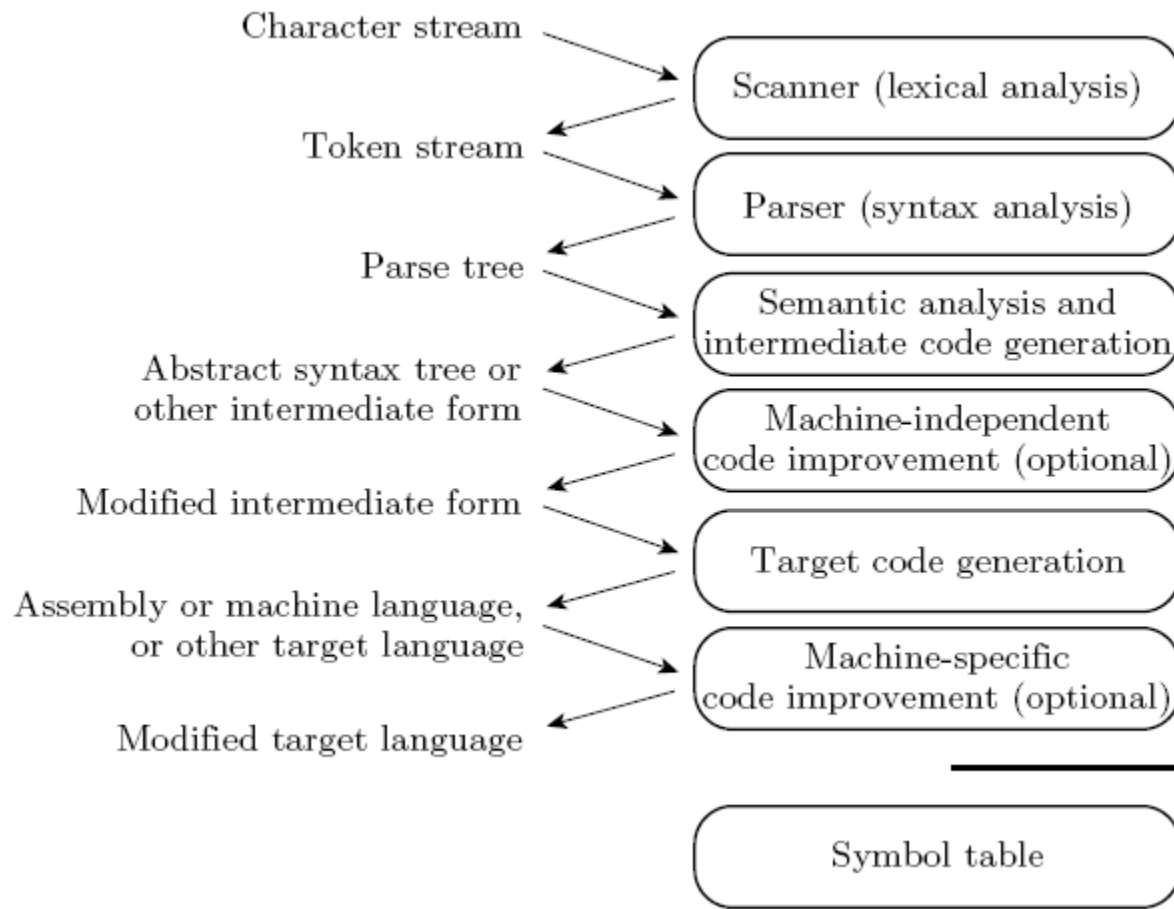 Character stream
Scanner (lexical analysis)
Token stream
Parser (syntax analysis)
Parse tree
Semantic analysis and
intermediate code generation
Abstract syntax tree or
other intermediate form
Machine-independent
code improvement (optional)
Modified intermediate form
Target code generation
Assembly or machine language,
or other target language
Machine-specific
code improvement (optional)
Modified target language
Symbol table